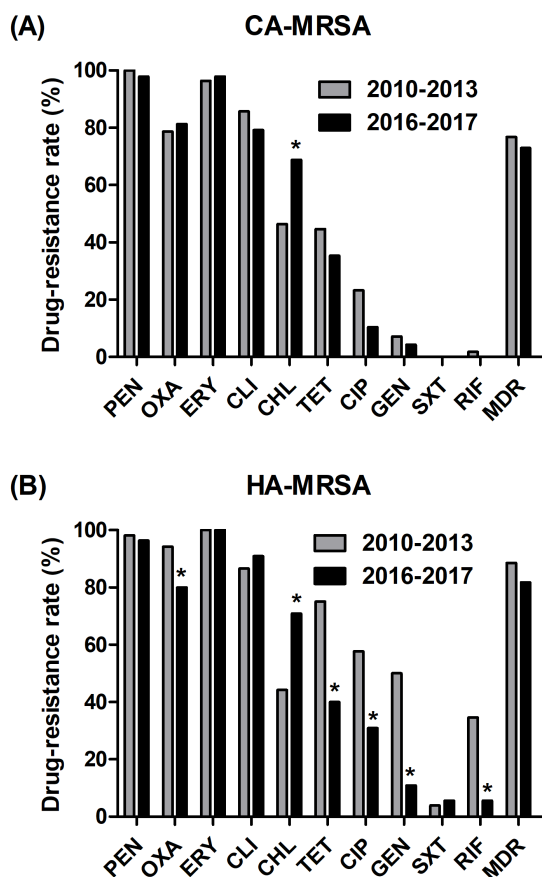 (A) CA-MRSA
Drug-resistance rate (%)
100
80
60
40
20
0
2010-2013
2016-2017
*
PEN OXA ERY CLI CHL TET CIP GEN SXT RIF MDR
(B) HA-MRSA
Drug-resistance rate (%)
100
80
60
40
20
0
2010-2013
2016-2017
* * * * * *
PEN OXA ERY CLI CHL TET CIP GEN SXT RIF MDR